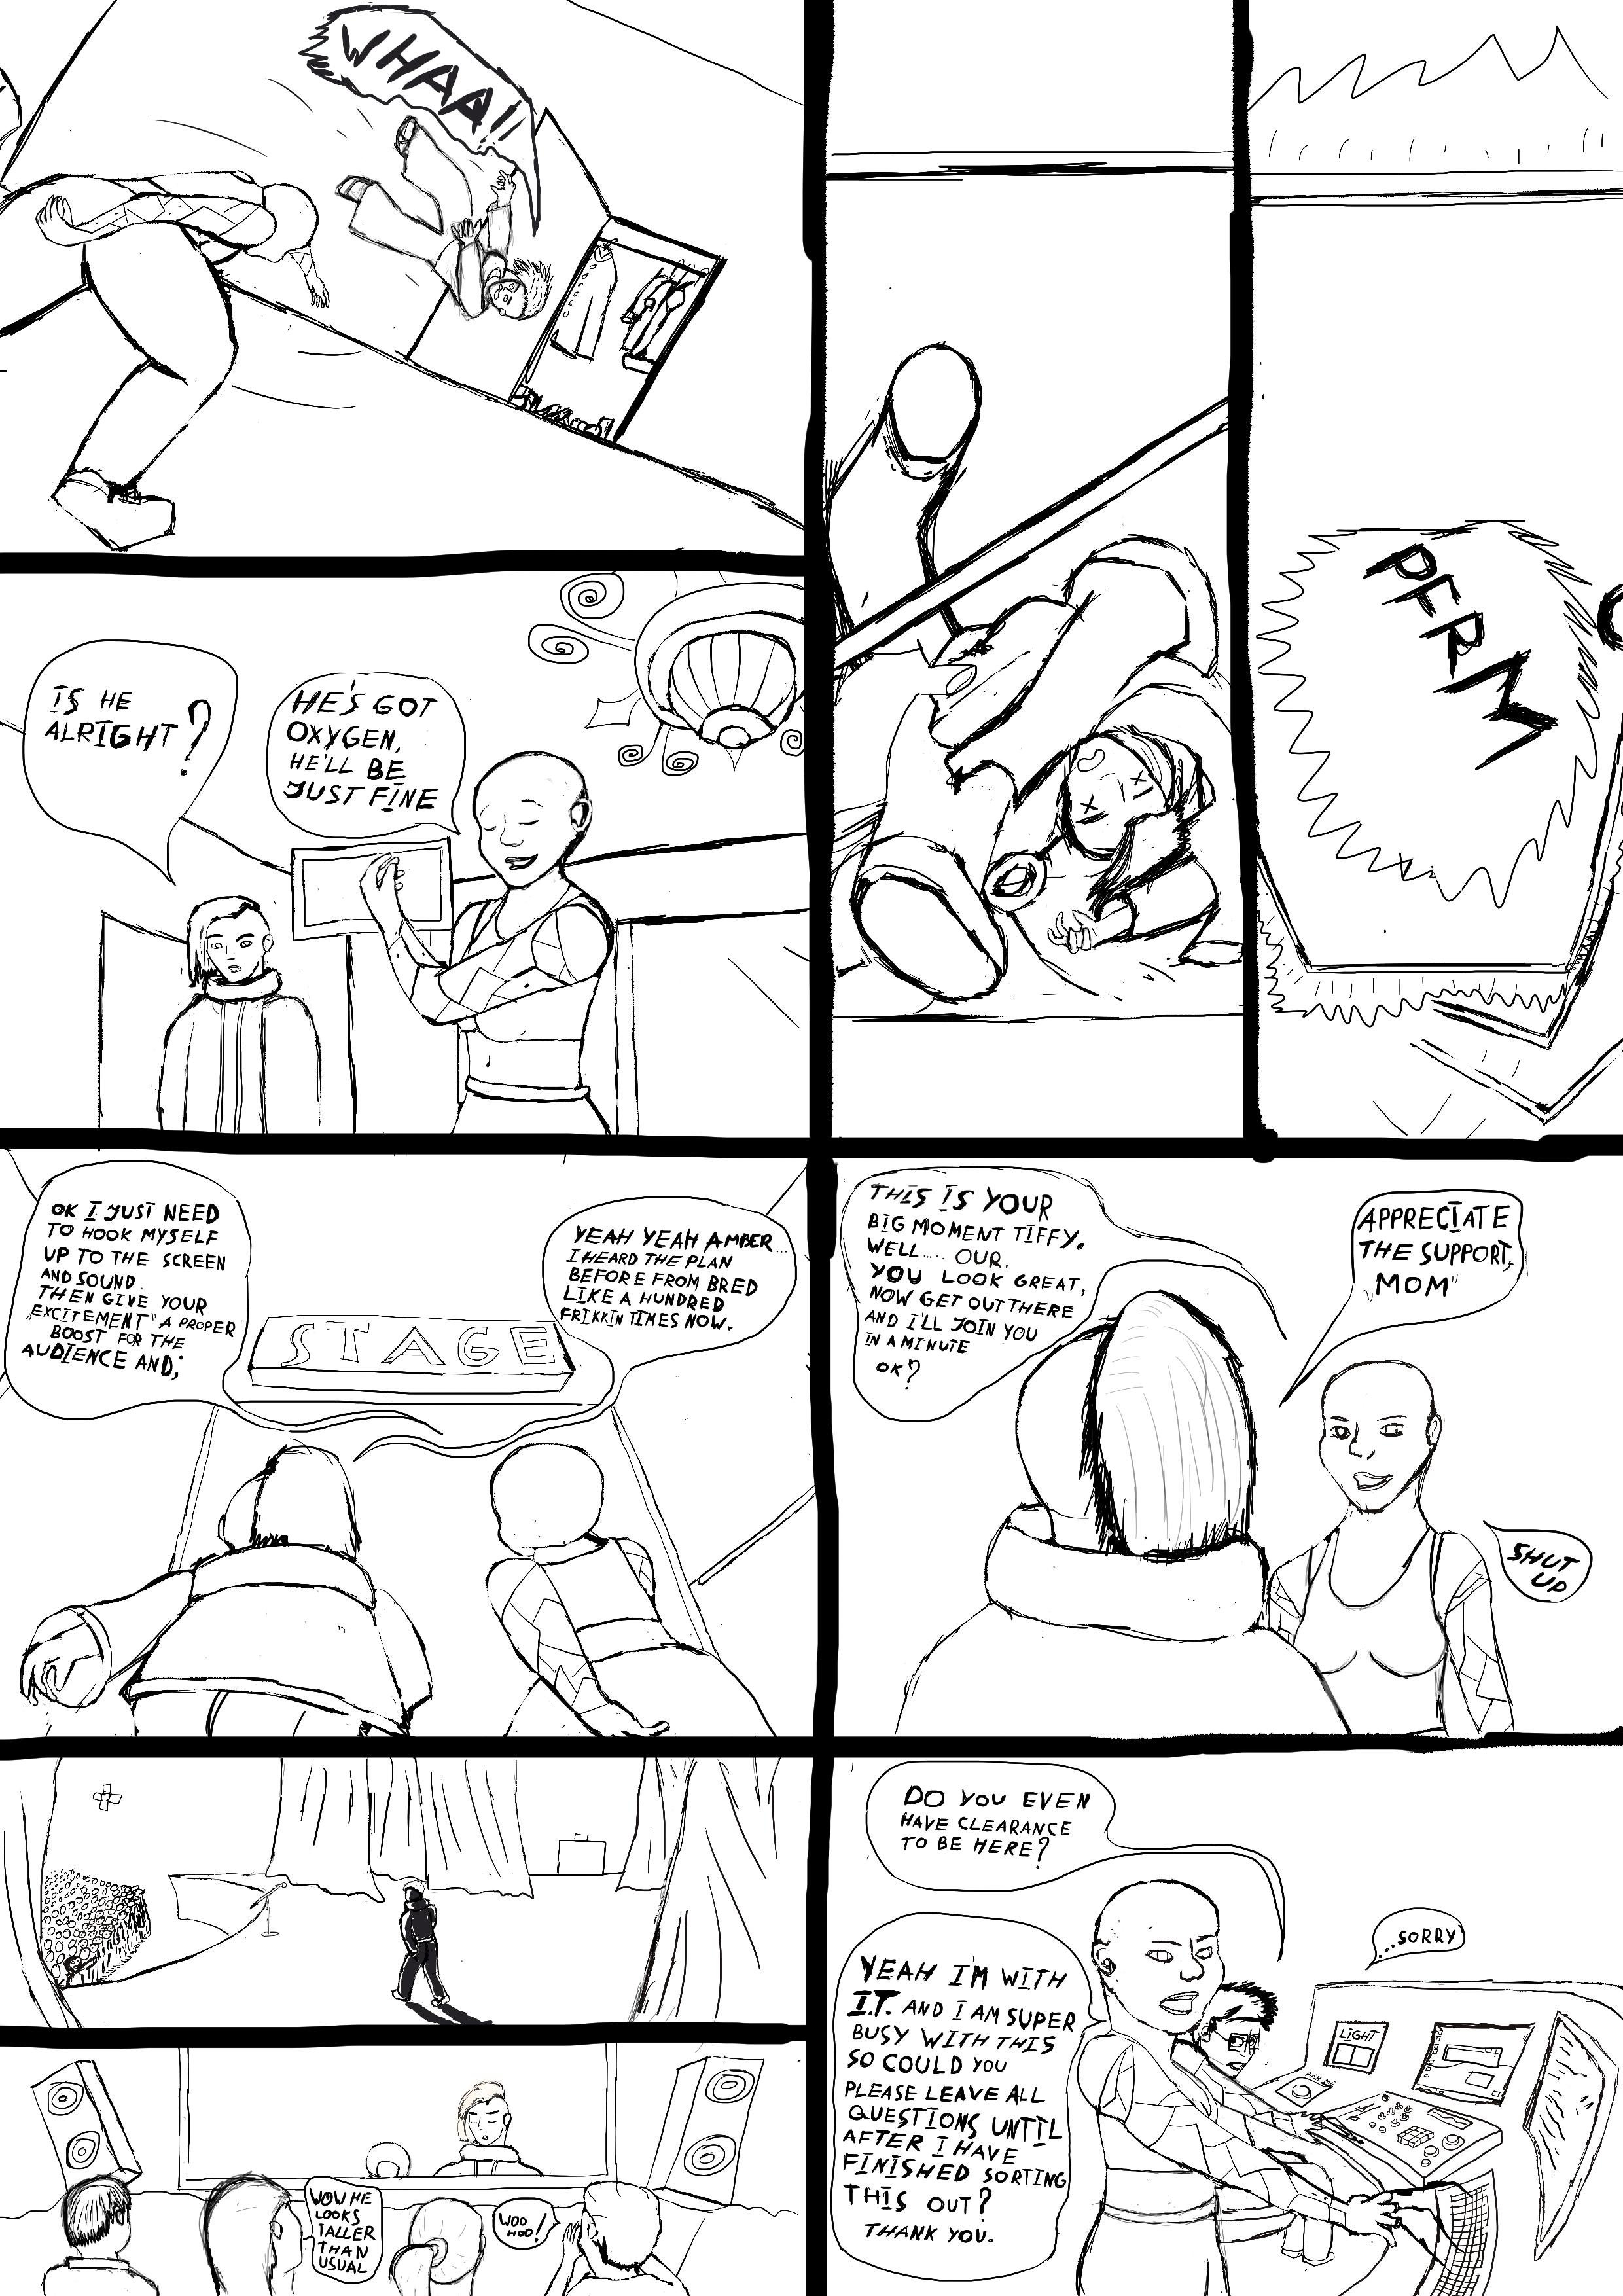 WHAA!!
PERM
IS HE
ALRIGHT?
HE'S GOT
OXYGEN,
HE'LL BE
JUST FINE
OK I JUST NEED
TO HOOK MYSELF
UP TO THE SCREEN
AND SOUND.
THEN GIVE YOUR
„EXCITEMENT" A PROPER
BOOST FOR THE
AUDIENCE AND;
YEAH YEAH AMBER...
I HEARD THE PLAN
BEFORE FROM BRED
LIKE A HUNDRED
FRIKKIN TIMES NOW.
STAGE
THIS IS YOUR
BIG MOMENT TIFFY.
WELL..... OUR.
YOU LOOK GREAT,
NOW GET OUT THERE
AND I'LL JOIN YOU
IN A MINUTE
OK?
APPRECIATE
THE SUPPORT,
„MOM"
SHUT
UP
WOW HE
LOOKS
TALLER
THAN
USUAL
WOO
HOO!
DO YOU EVEN
HAVE CLEARANCE
TO BE HERE?
...SORRY
YEAH I'M WITH
I.T. AND I AM SUPER
BUSY WITH THIS
SO COULD YOU
PLEASE LEAVE ALL
QUESTIONS UNTIL
AFTER I HAVE
FINISHED SORTING
THIS OUT?
THANK YOU.
LIGHT